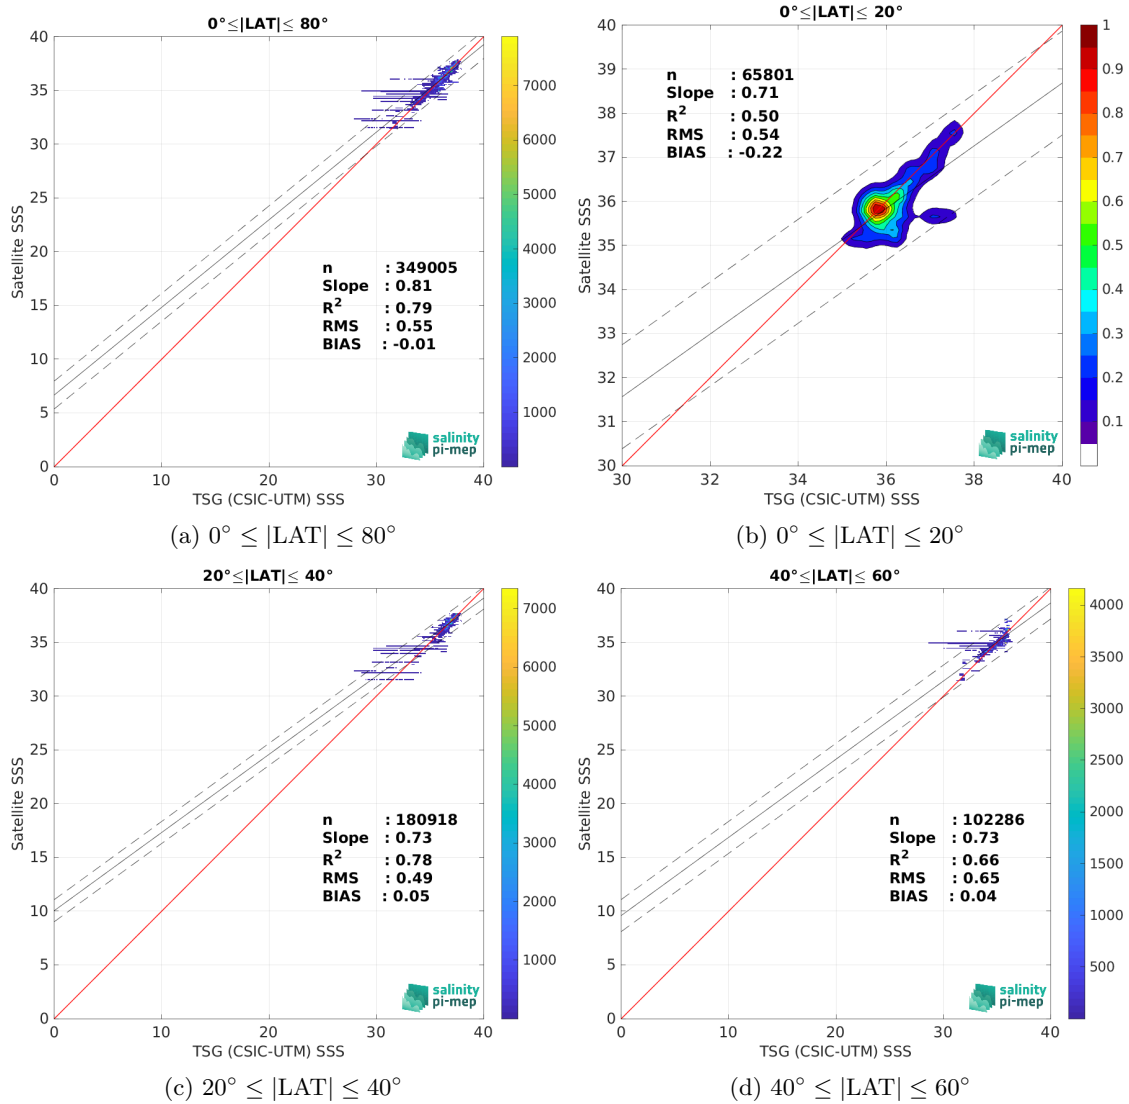 0°≤|LAT|≤ 80°
40
35
30
25
20
15
10
5
0
Satellite SSS
0
10
20
30
40
TSG (CSIC-UTM) SSS
n : 349005
Slope : 0.81
R² : 0.79
RMS : 0.55
BIAS : -0.01
salinity
pi-mep
7000
6000
5000
4000
3000
2000
1000
(a) 0° ≤ |LAT| ≤ 80°
0°≤|LAT|≤ 20°
40
39
38
37
36
35
34
33
32
31
30
Satellite SSS
30
32
34
36
38
40
TSG (CSIC-UTM) SSS
n : 65801
Slope : 0.71
R² : 0.50
RMS : 0.54
BIAS : -0.22
salinity
pi-mep
1
0.9
0.8
0.7
0.6
0.5
0.4
0.3
0.2
0.1
(b) 0° ≤ |LAT| ≤ 20°
20°≤|LAT|≤ 40°
40
35
30
25
20
15
10
5
0
Satellite SSS
0
10
20
30
40
TSG (CSIC-UTM) SSS
n : 180918
Slope : 0.73
R² : 0.78
RMS : 0.49
BIAS : 0.05
salinity
pi-mep
7000
6000
5000
4000
3000
2000
1000
(c) 20° ≤ |LAT| ≤ 40°
40°≤|LAT|≤ 60°
40
35
30
25
20
15
10
5
0
Satellite SSS
0
10
20
30
40
TSG (CSIC-UTM) SSS
n : 102286
Slope : 0.73
R² : 0.66
RMS : 0.65
BIAS : 0.04
salinity
pi-mep
4000
3500
3000
2500
2000
1500
1000
500
(d) 40° ≤ |LAT| ≤ 60°